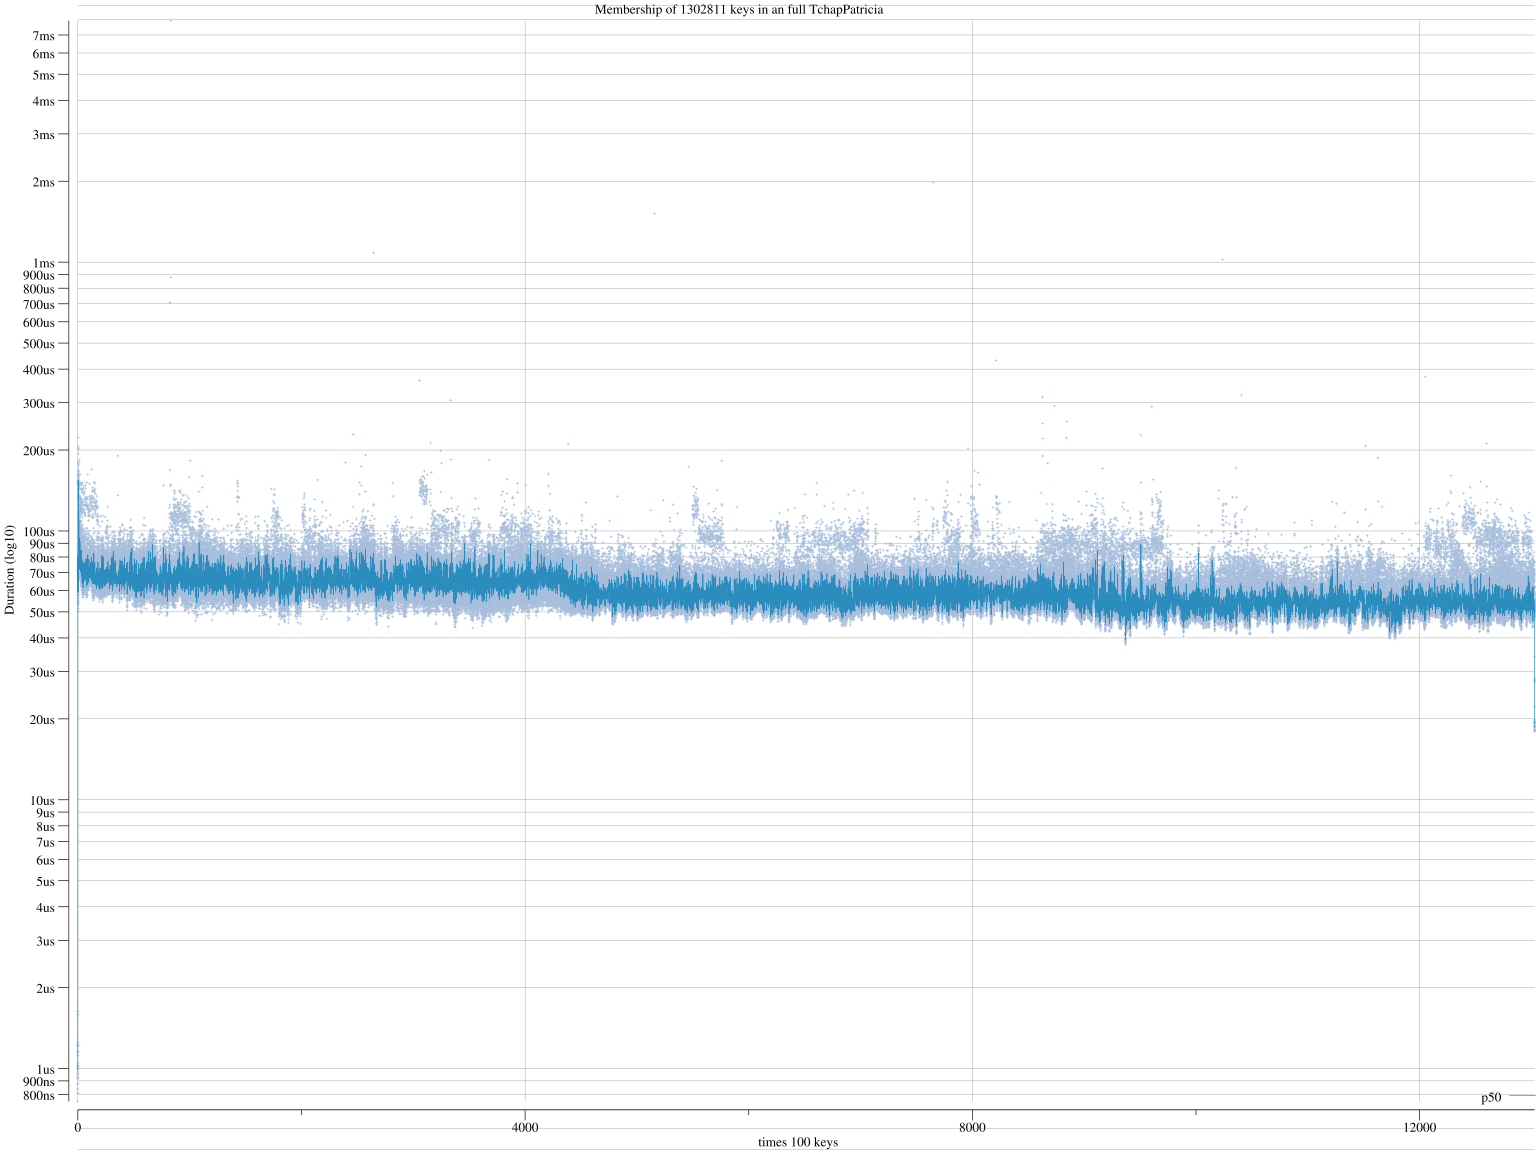 Membership of 1302811 keys in an full TchapPatricia
7ms
6ms
5ms
4ms
3ms
2ms
1ms
900us
800us
700us
600us
500us
400us
300us
200us
100us
90us
80us
70us
60us
50us
40us
30us
20us
10us
9us
8us
7us
6us
5us
4us
3us
2us
1us
900ns
800ns
Duration (log10)
p50
0 4000 8000 12000
times 100 keys